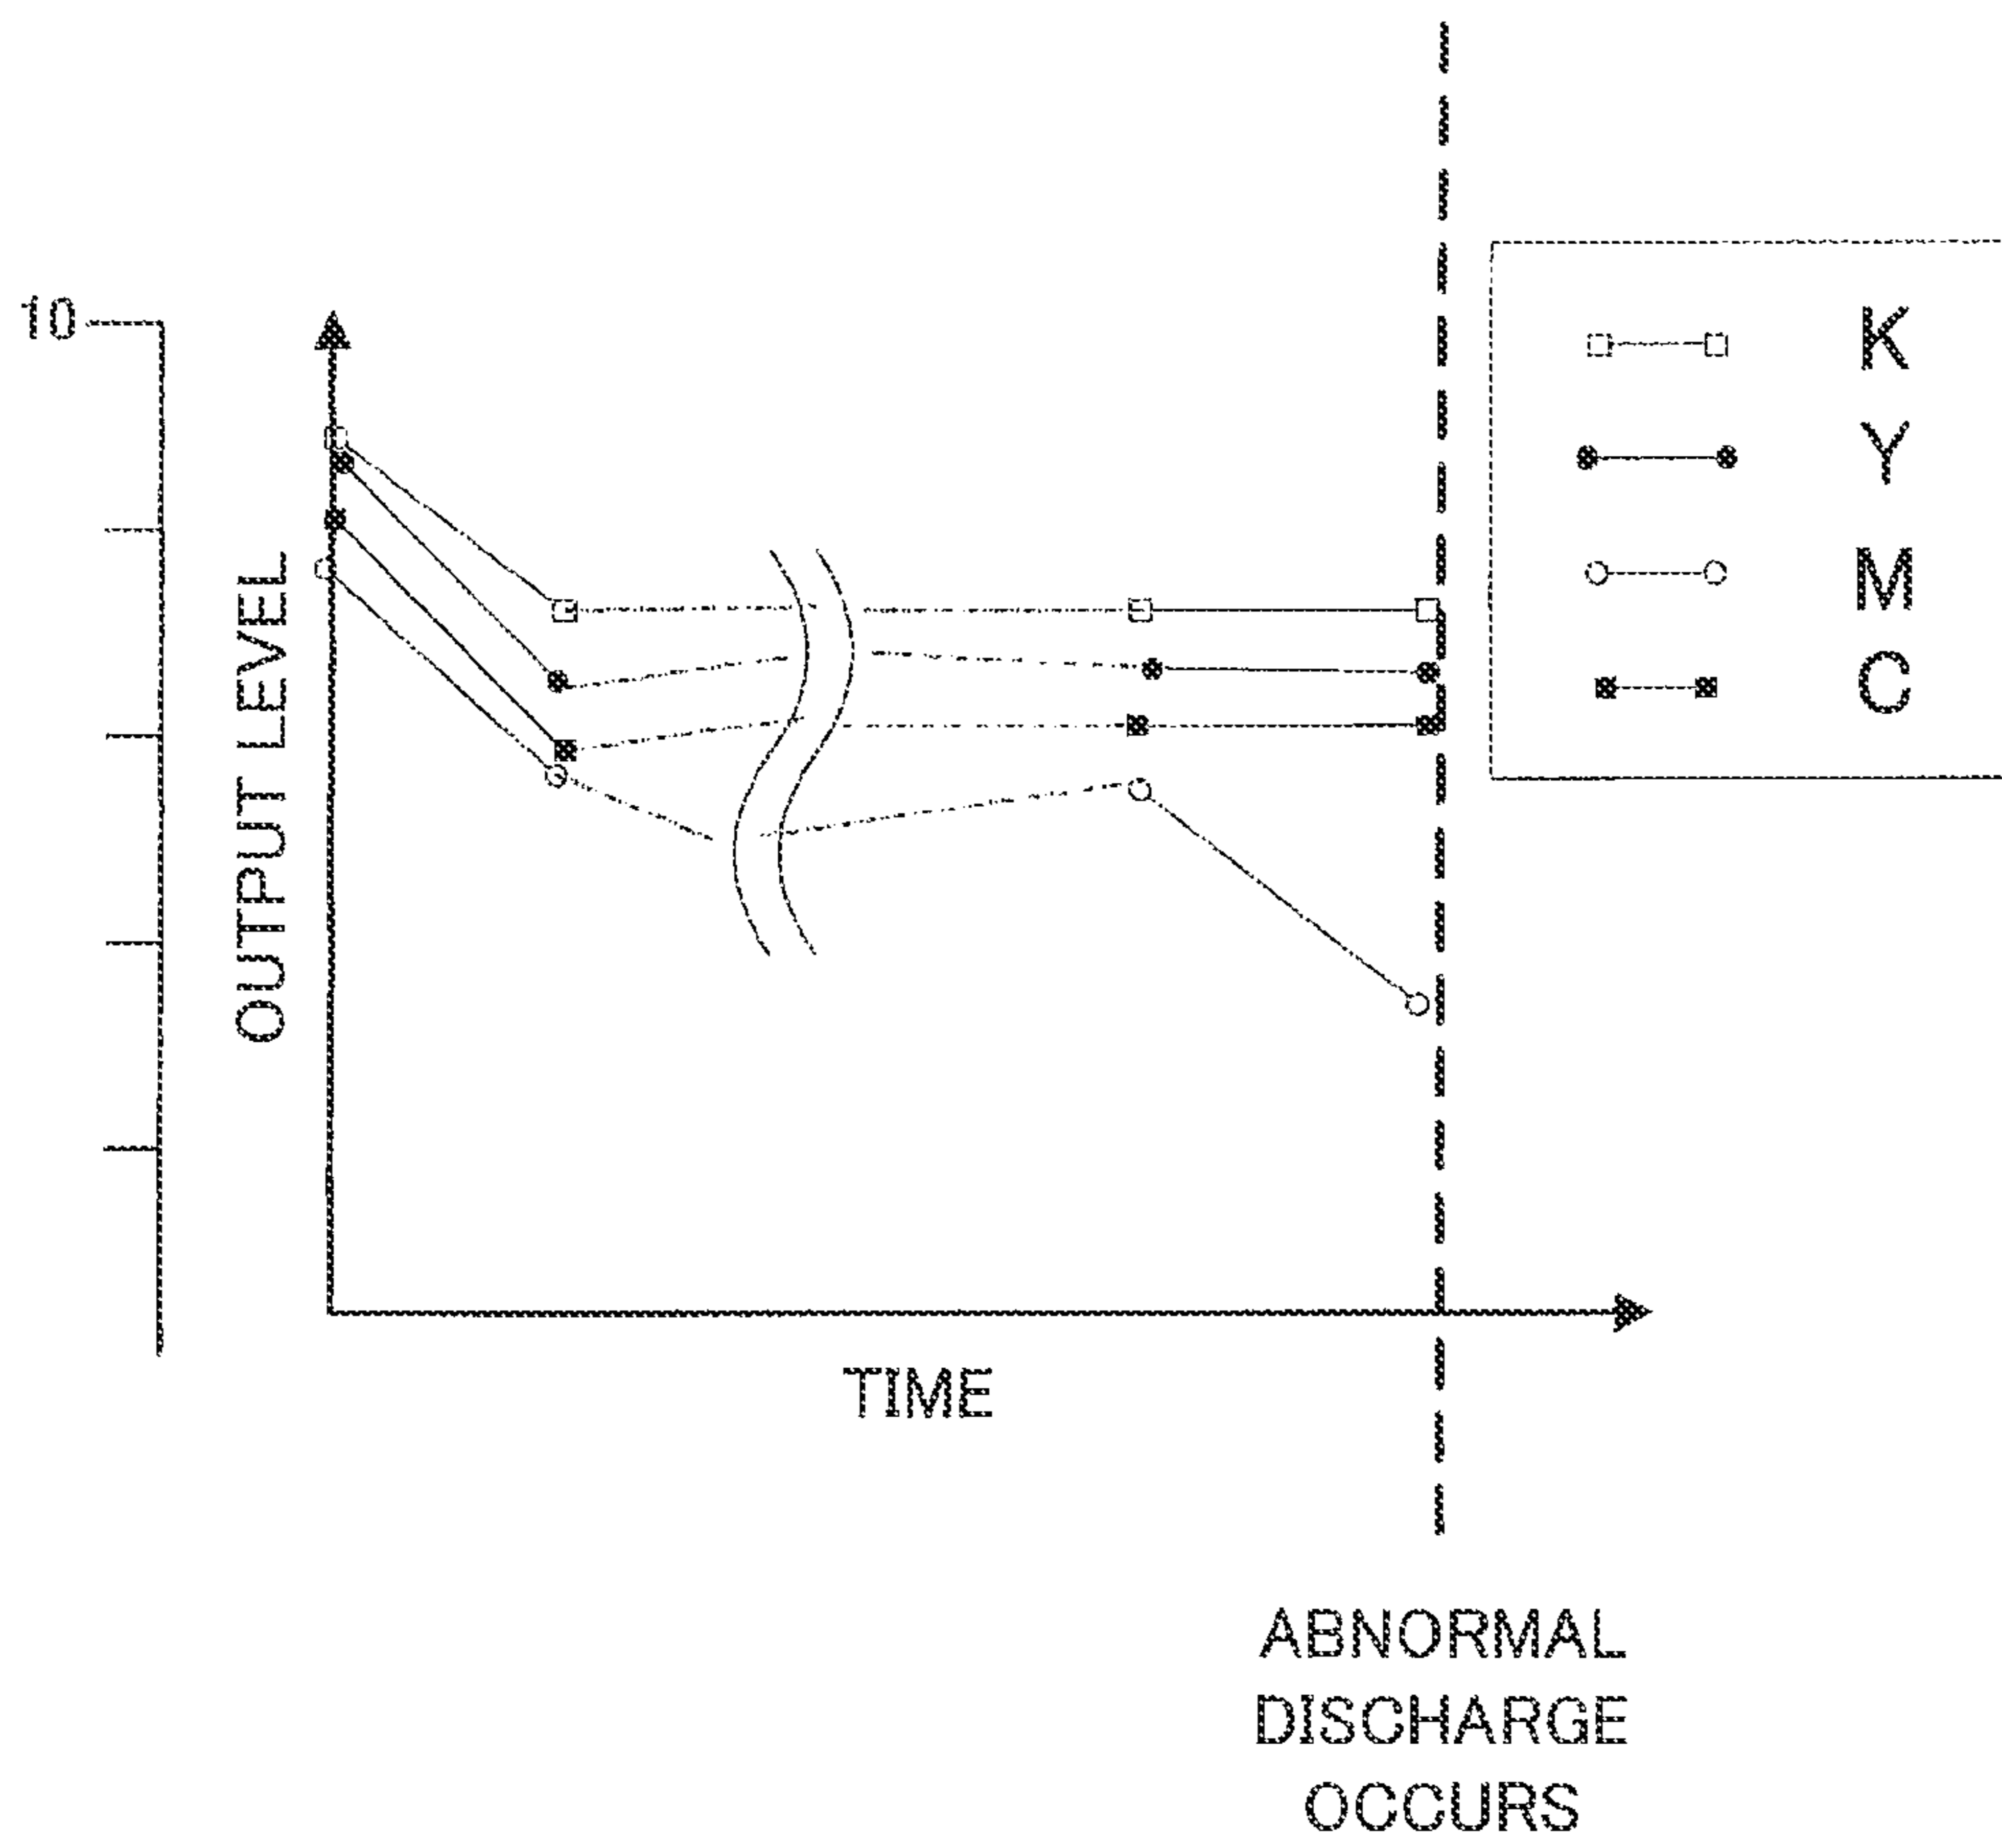 10
OUTPUT LEVEL
K
Y
M
C
TIME
ABNORMAL
DISCHARGE
OCCURS